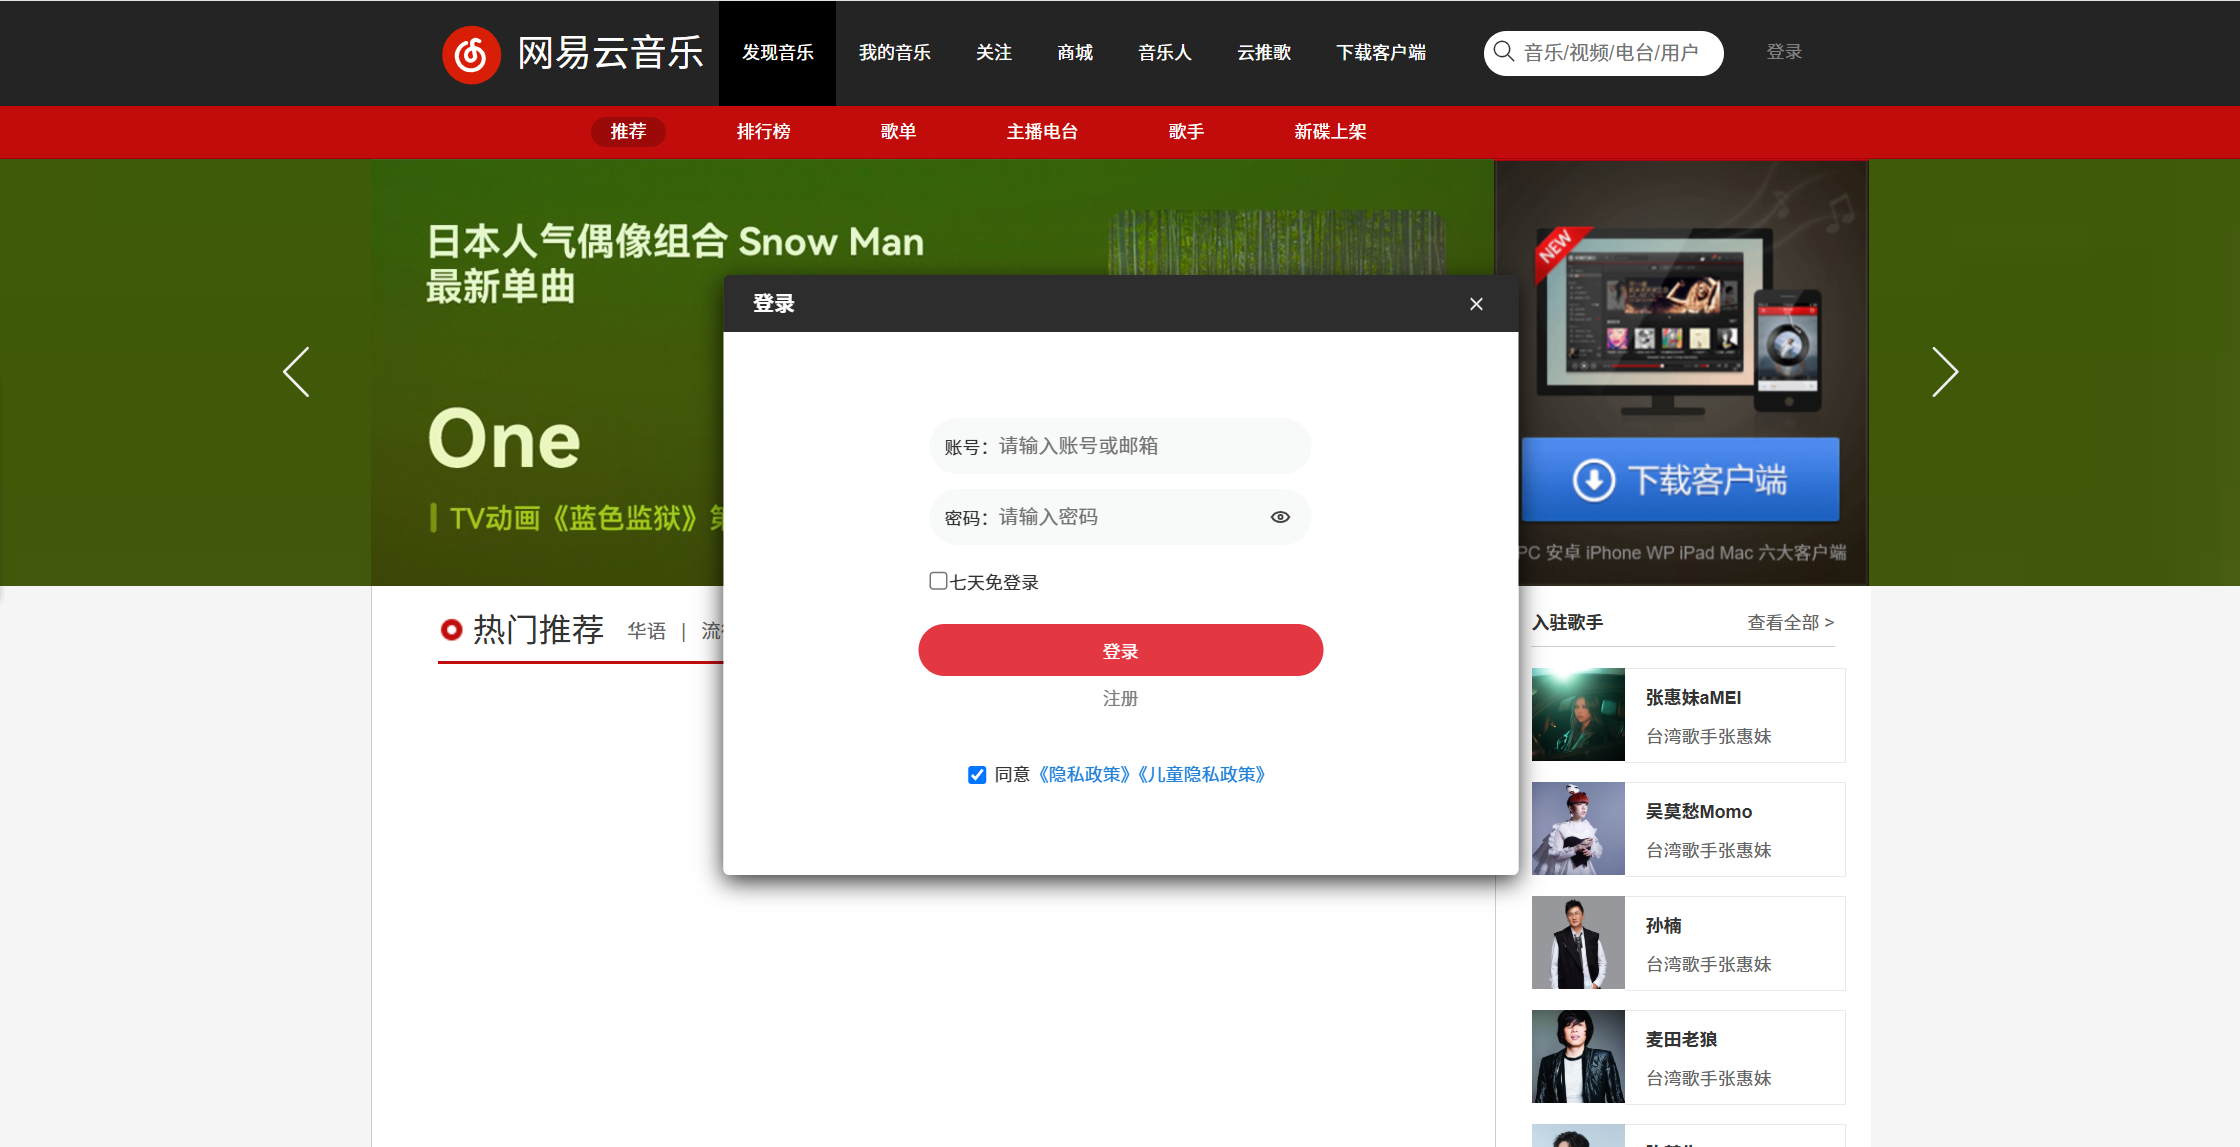 网易云音乐
发现音乐 我的音乐 关注 商城 音乐人 云推歌 下载客户端
音乐/视频/电台/用户
登录
推荐 排行榜 歌单 主播电台 歌手 新碟上架
日本人气偶像组合 Snow Man
最新单曲
One
TV动画《蓝色监狱》第
NEW
下载客户端
PC 安卓 iPhone WP iPad Mac 六大客户端
登录
账号：请输入账号或邮箱
密码：请输入密码
七天免登录
登录
注册
同意《隐私政策》《儿童隐私政策》
热门推荐 华语 | 流
入驻歌手 查看全部 >
张惠妹aMEI
台湾歌手张惠妹
吴莫愁Momo
台湾歌手张惠妹
孙楠
台湾歌手张惠妹
麦田老狼
台湾歌手张惠妹